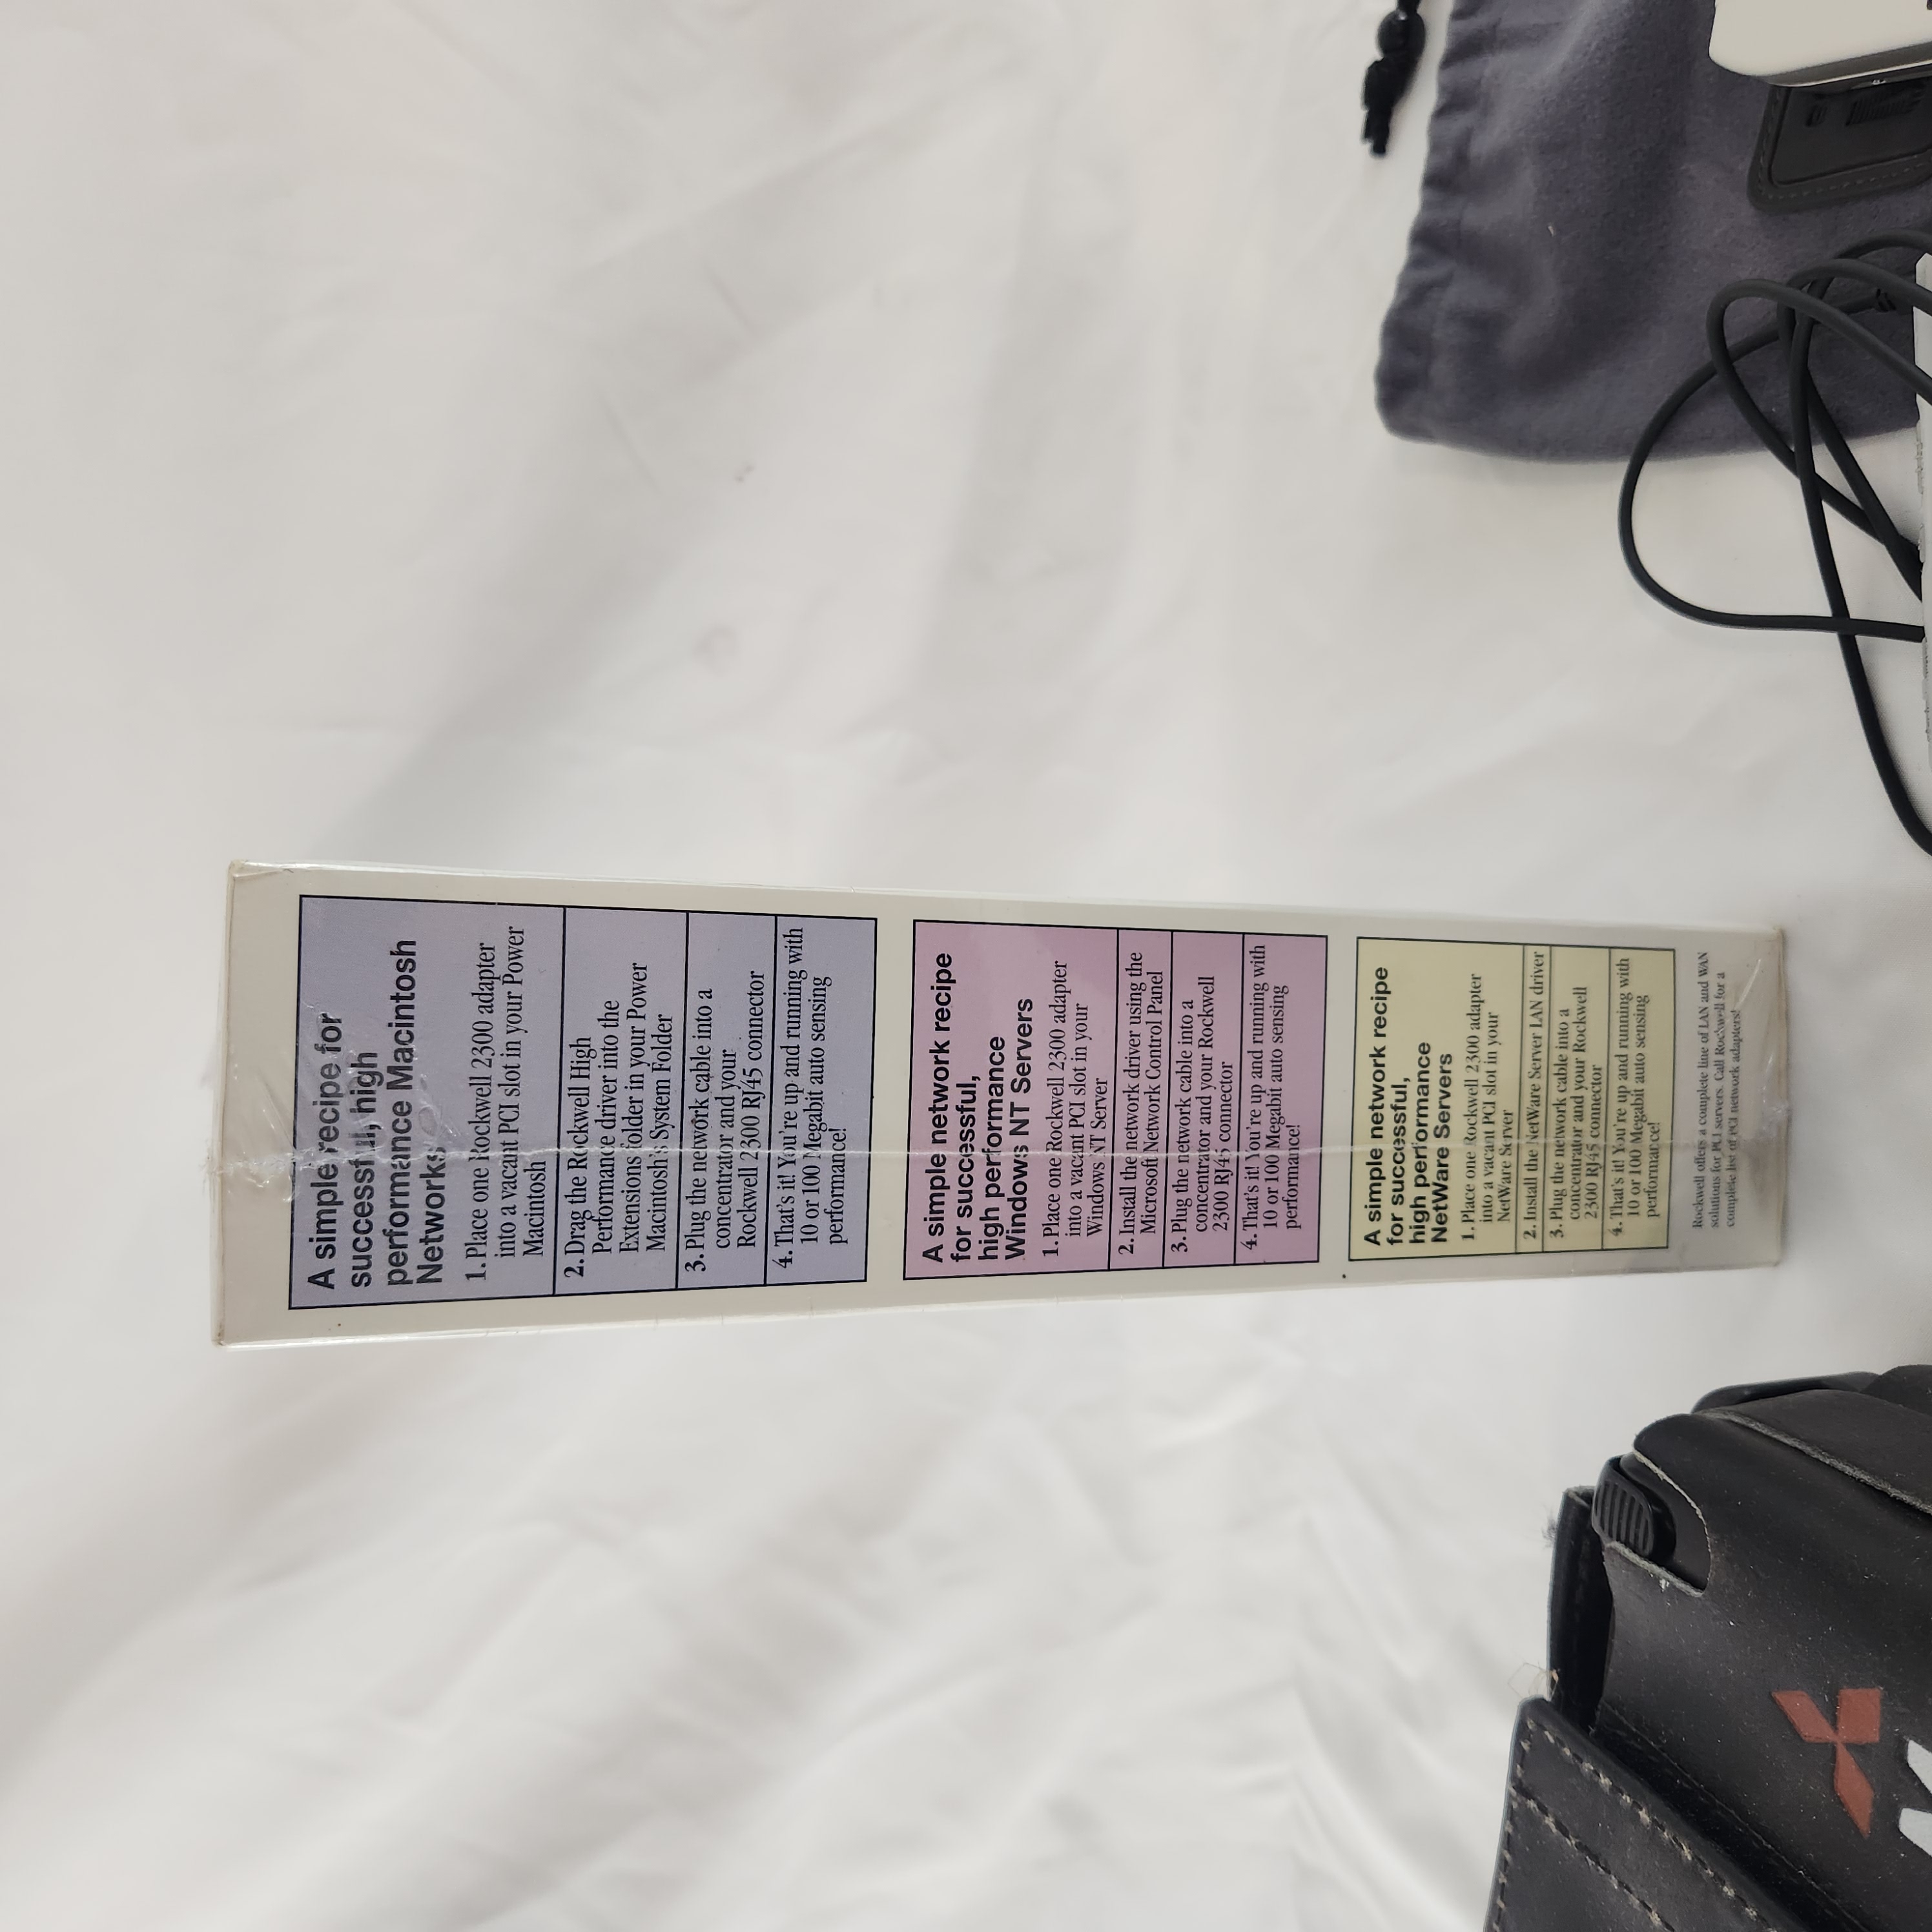 A simple recipe for
successful, high
performance Macintosh
Networks
1. Place one Rockwell 2300 adapter
into a vacant PCI slot in your Power
Macintosh
2. Drag the Rockwell High
Performance driver into the
Extensions folder in your Power
Macintosh's System Folder
3. Plug the network cable into a
concentrator and your
Rockwell 2300 RJ45 connector
4. That's it! You're up and running with
10 or 100 Megabit auto sensing
performance!
A simple network recipe
for successful,
high performance
Windows NT Servers
1. Place one Rockwell 2300 adapter
into a vacant PCI slot in your
Windows NT Server
2. Install the network driver using the
Microsoft Network Control Panel
3. Plug the network cable into a
concentrator and your Rockwell
2300 RJ45 connector
4. That's it! You're up and running with
10 or 100 Megabit auto sensing
performance!
A simple network recipe
for successful,
high performance
NetWare Servers
1. Place one Rockwell 2300 adapter
into a vacant PCI slot in your
NetWare Server
2. Install the NetWare Server LAN driver
3. Plug the network cable into a
concentrator and your Rockwell
2300 RJ45 connector
4. That's it! You're up and running with
10 or 100 Megabit auto sensing
performance!
Rockwell offers a complete line of LAN and WAN
solutions for PCI servers. Call Rockwell for a
complete list of PCI network adapters!